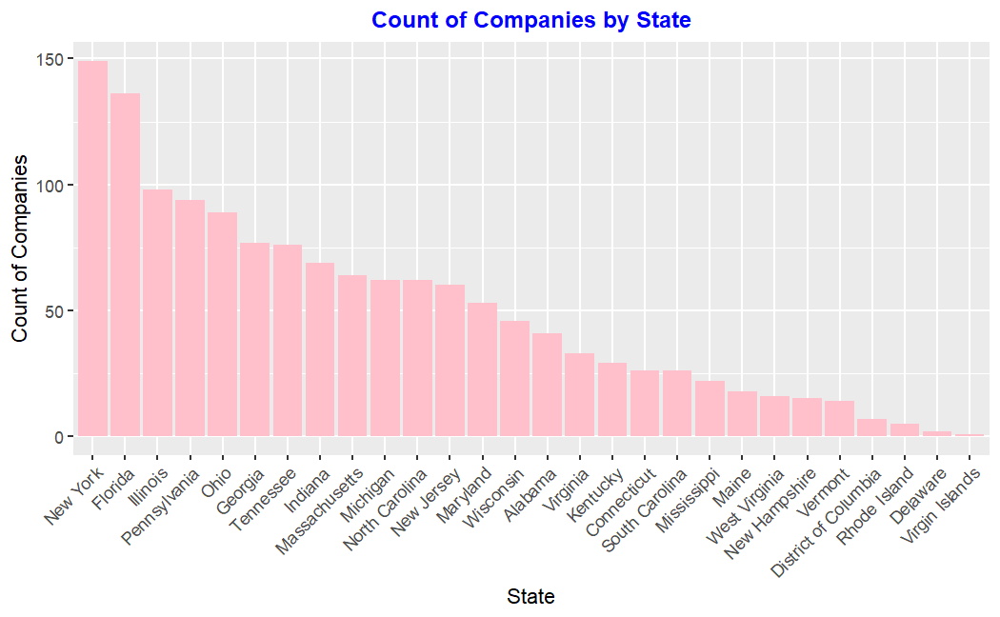 Count of Companies by State
Count of Companies
150
100
50
0
New York
Florida
Illinois
Pennsylvania
Ohio
Georgia
Tennessee
Indiana
Massachusetts
Michigan
North Carolina
New Jersey
Maryland
Wisconsin
Alabama
Virginia
Kentucky
Connecticut
South Carolina
Mississippi
Maine
West Virginia
New Hampshire
Vermont
District of Columbia
Rhode Island
Delaware
Virgin Islands
State